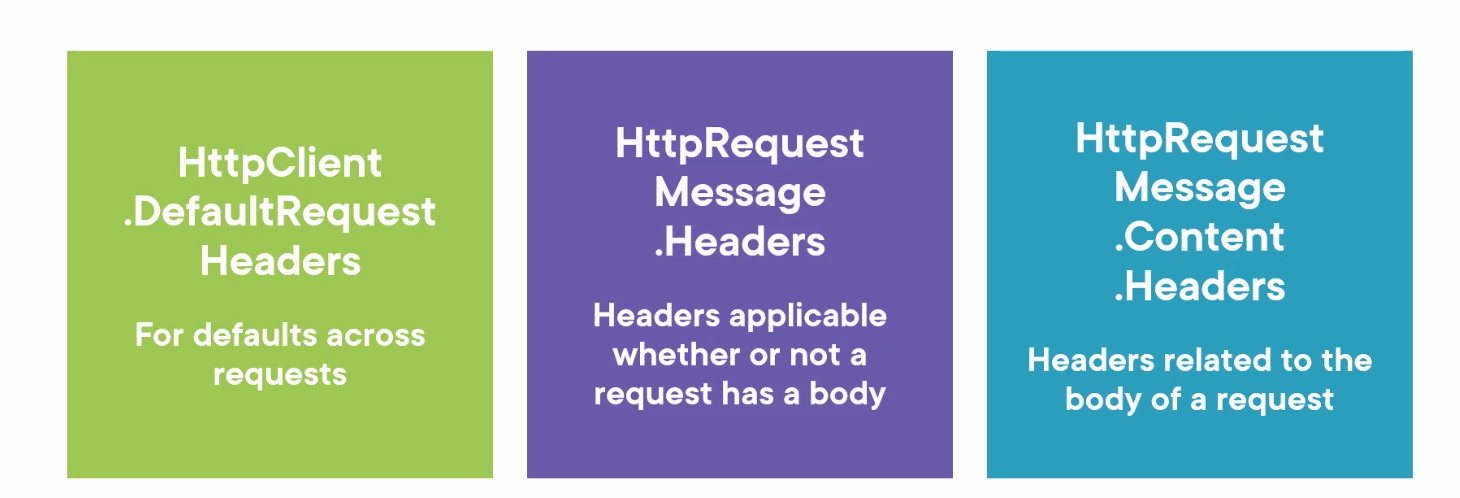 HttpClient
.DefaultRequest
Headers
For defaults across
requests
HttpRequest
Message
.Headers
Headers applicable
whether or not a
request has a body
HttpRequest
Message
.Content
.Headers
Headers related to the
body of a request